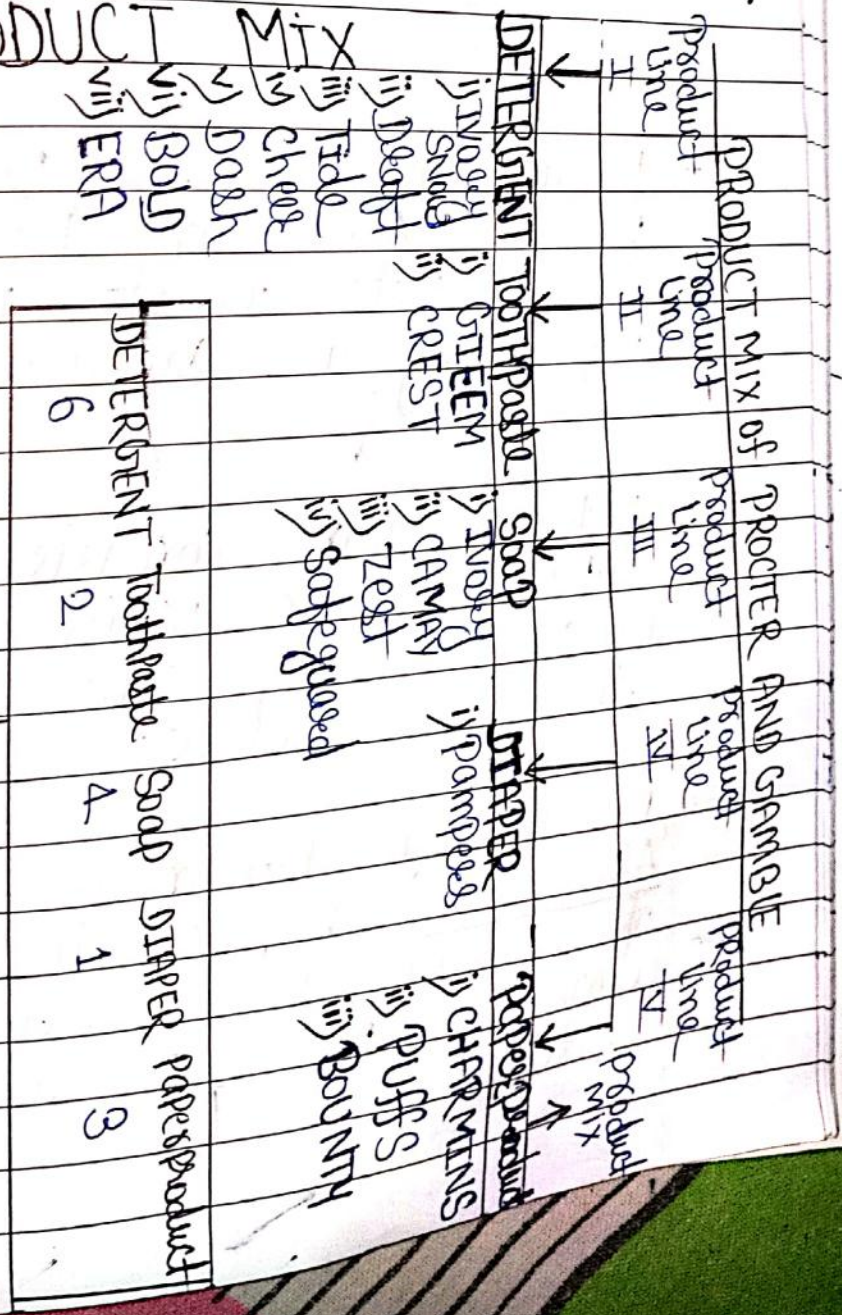 PRODUCT MIX of PROCTER AND GAMBLE
Product Line I
Product Line II
Product Line III
Product Line IV
Product Line V
Product Mix
DETERGENT
i) Ivory Snow
ii) Dreft
iii) Tide
iv) Cheer
v) Dash
vi) BOLD
vii) ERA
TOOTHPaste
i) GIEEM
ii) CREST
Soap
i) Ivory
ii) CAMAY
iii) Zest
iv) Safeguard
DIAPER
i) Pampers
Paper product
i) CHARMINS
ii) PUFFS
iii) BOUNTY
DETERGENT Toothpaste Soap DIAPER Paper product
6 2 4 1 3
ODUCT MiX